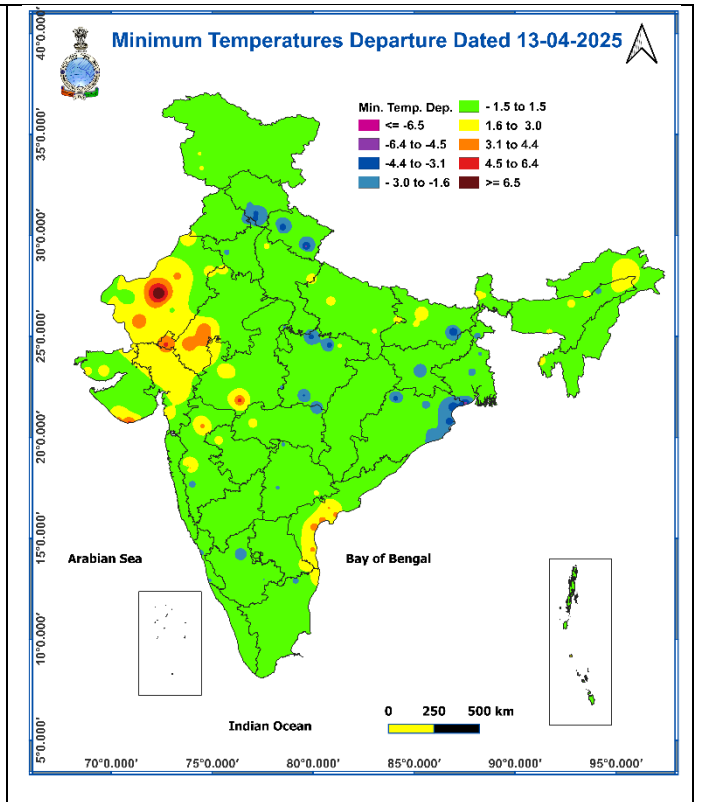 Minimum Temperatures Departure Dated 13-04-2025
Min. Temp. Dep.
<= -6.5
-6.4 to -4.5
-4.4 to -3.1
- 3.0 to -1.6
- 1.5 to 1.5
1.6 to 3.0
3.1 to 4.4
4.5 to 6.4
>= 6.5
40°0.000'
35°0.000'
30°0.000'
25°0.000'
20°0.000'
15°0.000'
10°0.000'
5°0.000'
Arabian Sea
Bay of Bengal
Indian Ocean
0 250 500 km
70°0.000' 75°0.000' 80°0.000' 85°0.000' 90°0.000' 95°0.000'